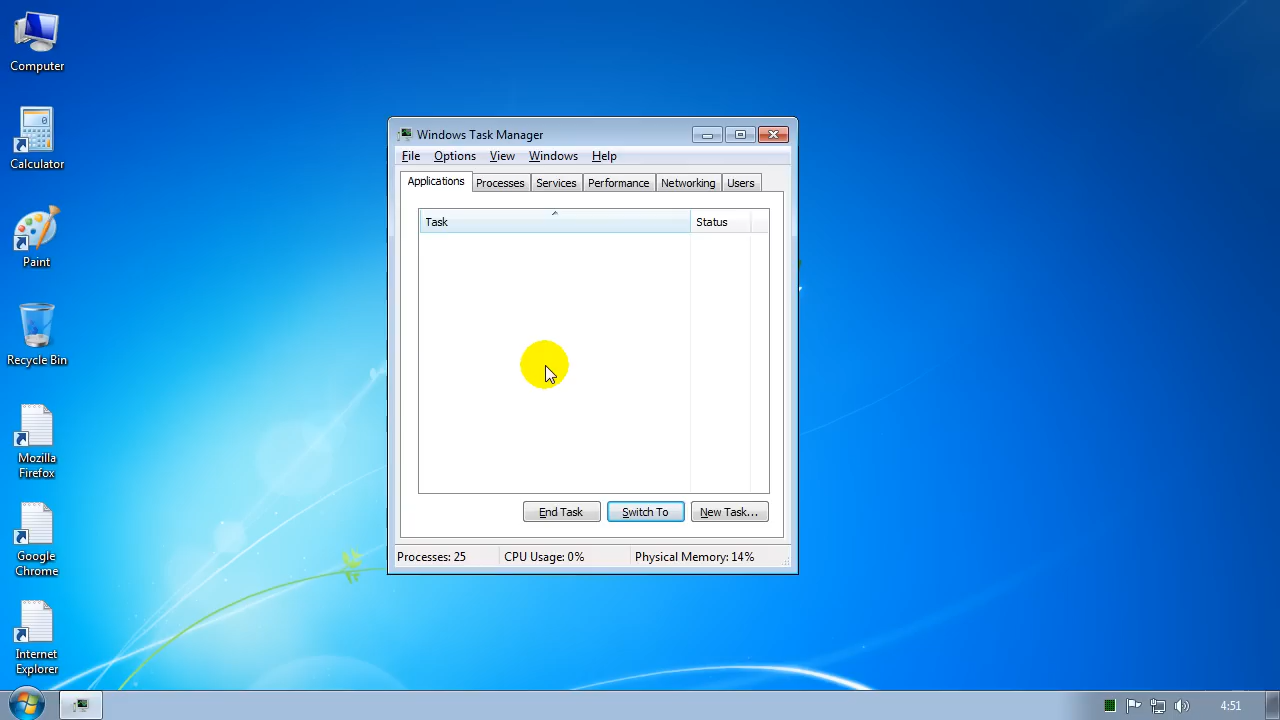 Computer
Calculator
Paint
Recycle Bin
Mozilla
Firefox
Google
Chrome
Internet
Explorer
Windows Task Manager
File Options View Windows Help
Applications Processes Services Performance Networking Users
Task Status
End Task Switch To New Task...
Processes: 25 CPU Usage: 0% Physical Memory: 14%
4:51